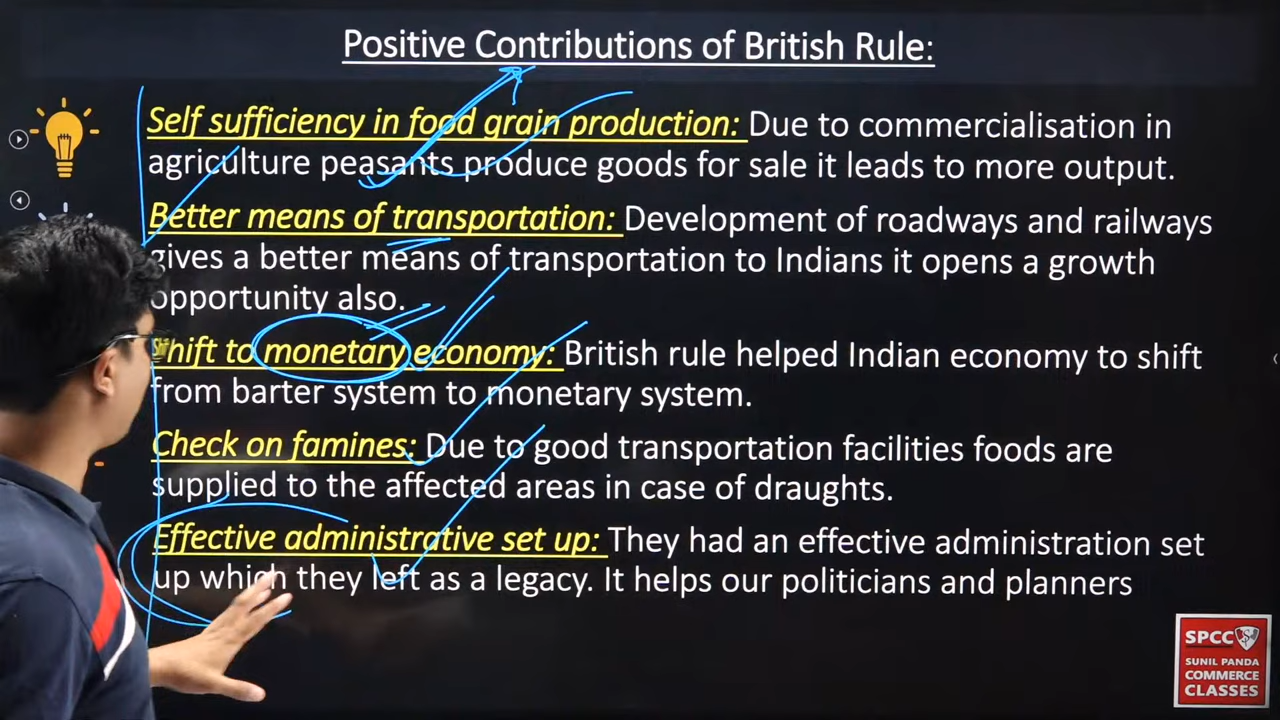 Positive Contributions of British Rule:
Self sufficiency in food grain production: Due to commercialisation in
agriculture peasants produce goods for sale it leads to more output.
Better means of transportation: Development of roadways and railways
gives a better means of transportation to Indians it opens a growth
opportunity also.
Shift to monetary economy: British rule helped Indian economy to shift
from barter system to monetary system.
Check on famines: Due to good transportation facilities foods are
supplied to the affected areas in case of draughts.
Effective administrative set up: They had an effective administration set
up which they left as a legacy. It helps our politicians and planners
SPCC
SUNIL PANDA
COMMERCE
CLASSES